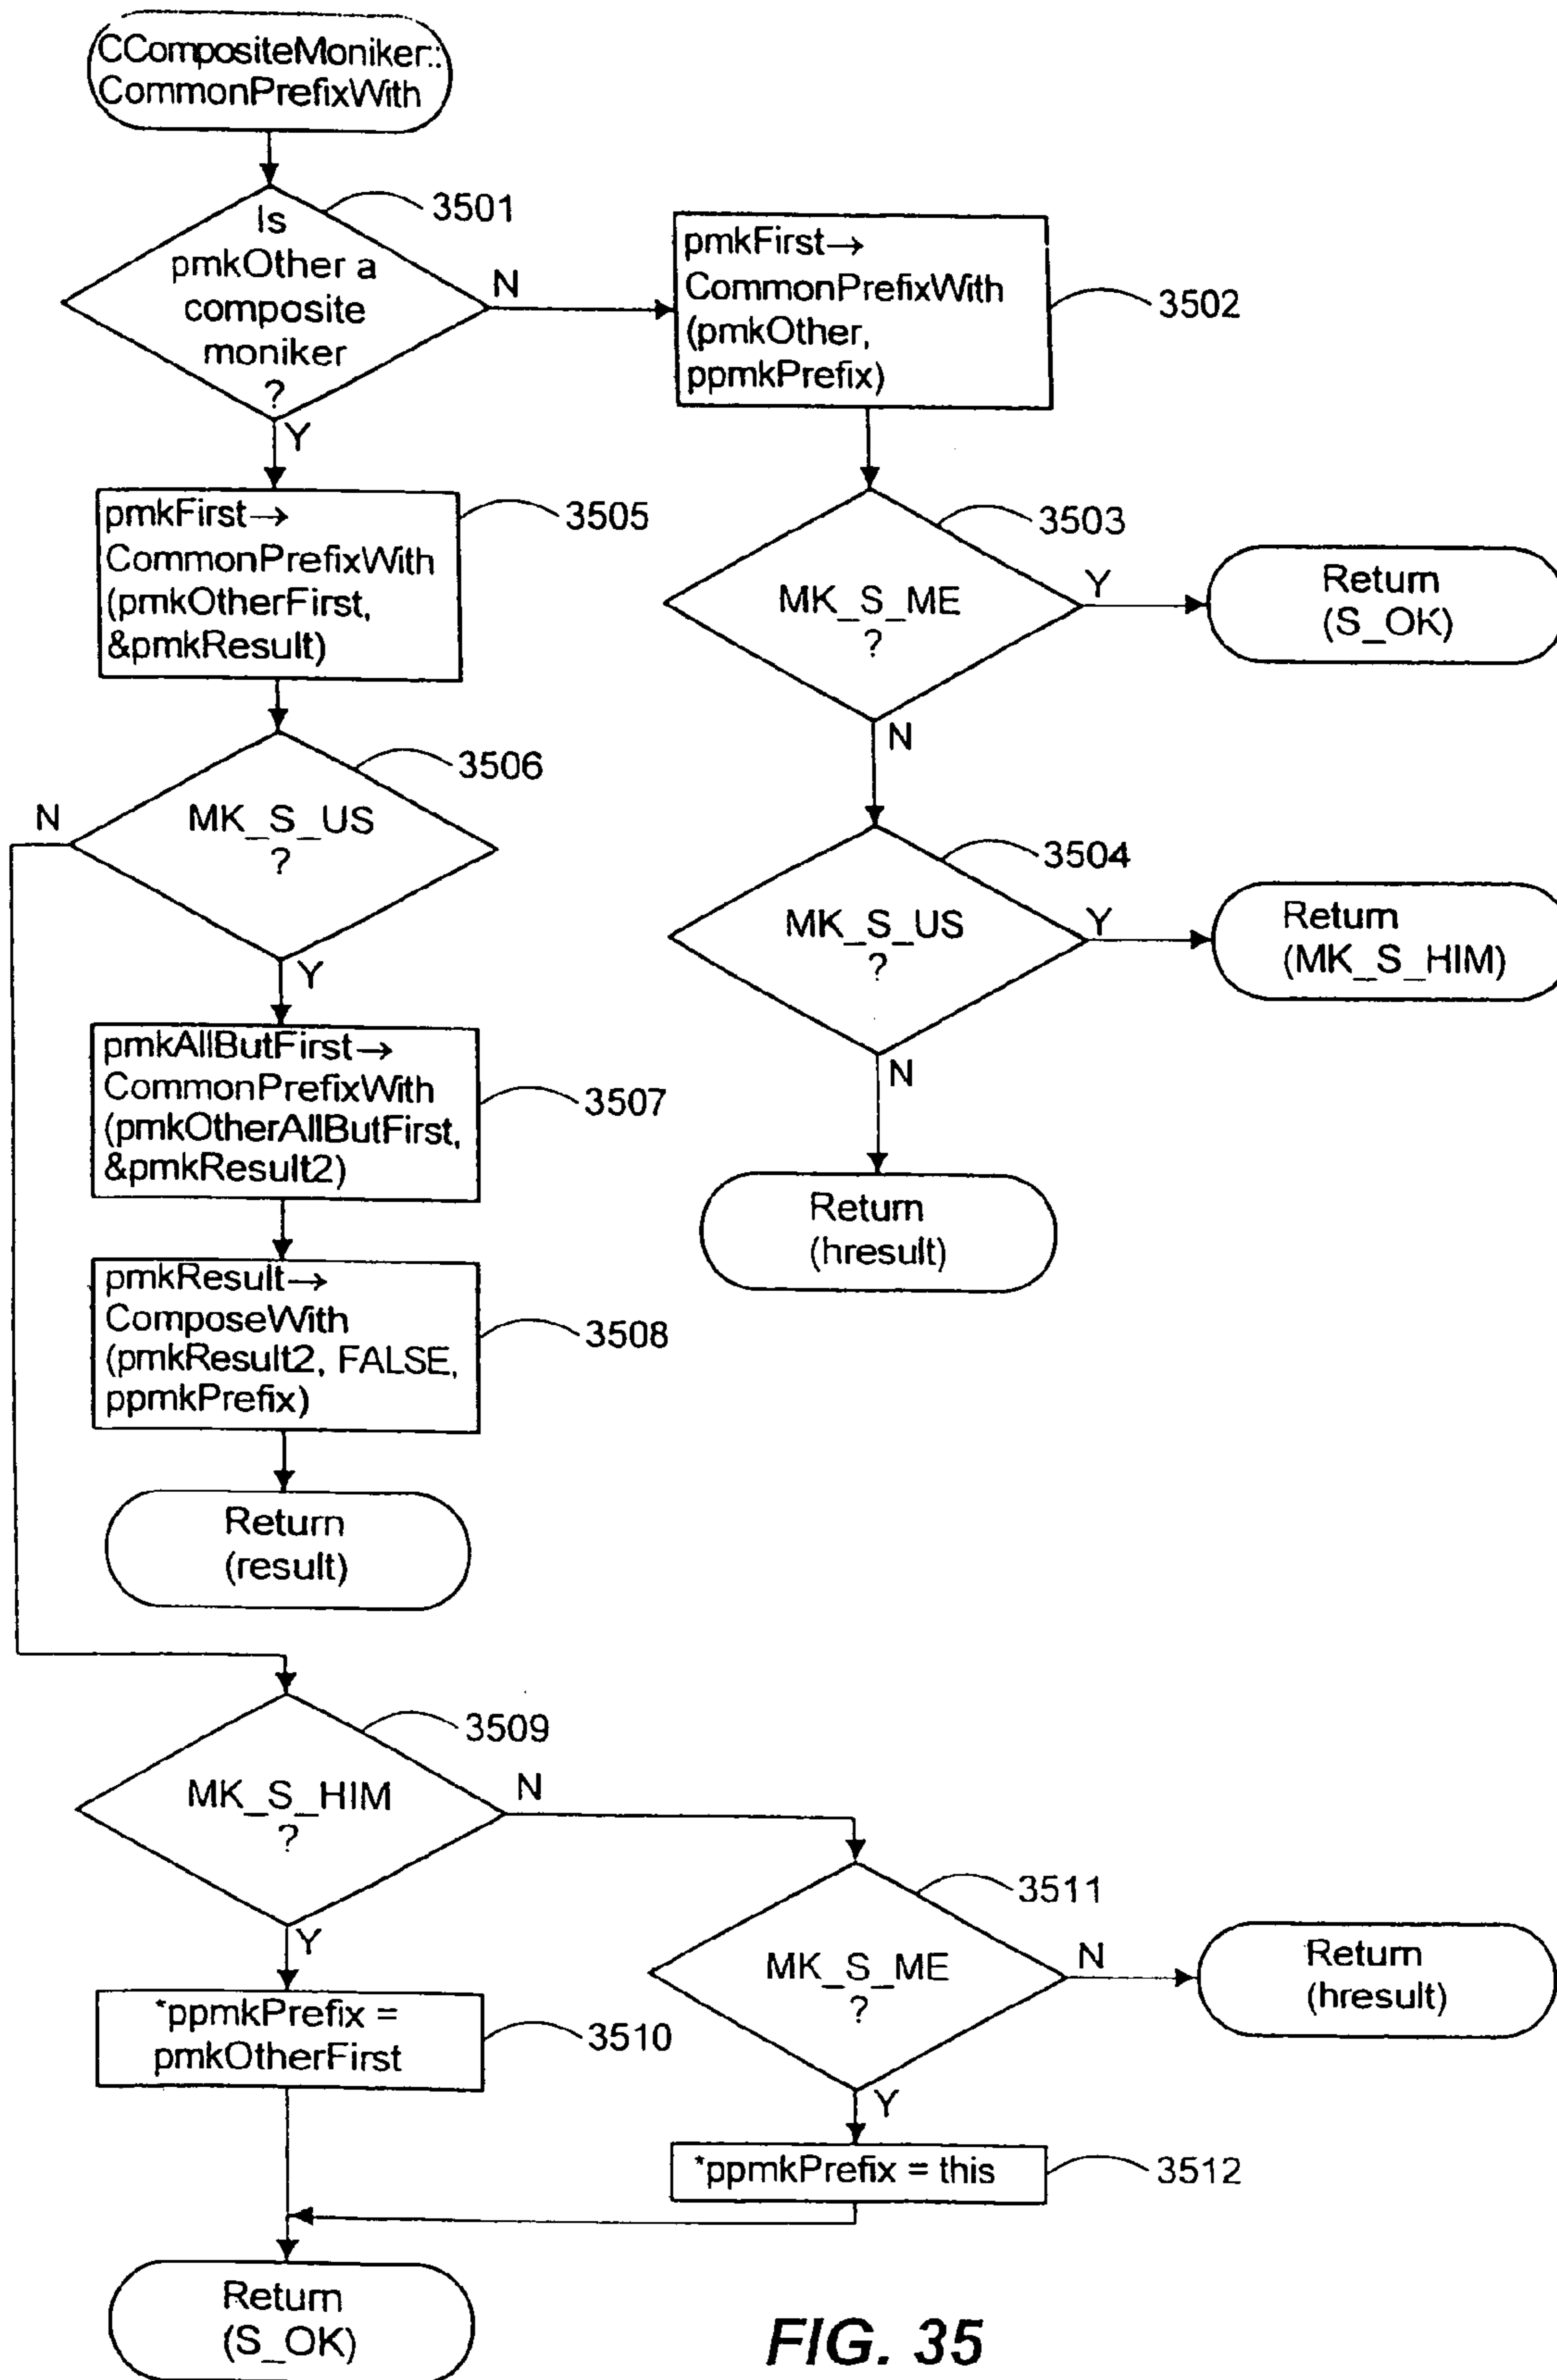 CCompositeMoniker::
CommonPrefixWith
Is
pmkOther a
composite
moniker
?
3501
N
Y
pmkFirst→
CommonPrefixWith
(pmkOther,
ppmkPrefix)
3502
pmkFirst→
CommonPrefixWith
(pmkOtherFirst,
&pmkResult)
3505
MK_S_ME
?
3503
Y
N
Return
(S_OK)
MK_S_US
?
3506
N
Y
MK_S_US
?
3504
Y
N
Return
(MK_S_HIM)
Return
(hresult)
pmkAllButFirst→
CommonPrefixWith
(pmkOtherAllButFirst,
&pmkResult2)
3507
pmkResult→
ComposeWith
(pmkResult2, FALSE,
ppmkPrefix)
3508
Return
(result)
MK_S_HIM
?
3509
N
Y
MK_S_ME
?
3511
N
Y
Return
(hresult)
*ppmkPrefix =
pmkOtherFirst
3510
*ppmkPrefix = this
3512
Return
(S_OK)
FIG. 35